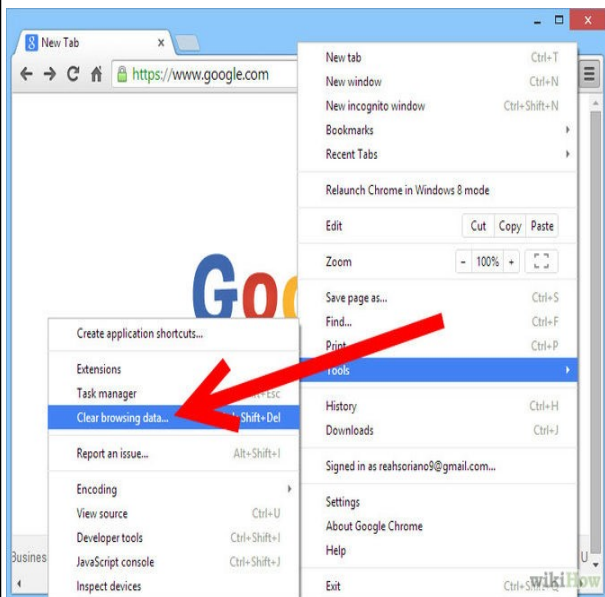 8 New Tab x
https://www.google.com
New tab Ctrl+T
New window Ctrl+N
New incognito window Ctrl+Shift+N
Bookmarks
Recent Tabs
Relaunch Chrome in Windows 8 mode
Edit Cut Copy Paste
Zoom - 100% +
Save page as... Ctrl+S
Find... Ctrl+F
Print... Ctrl+P
Tools
History Ctrl+H
Downloads Ctrl+J
Signed in as reahsoriano9@gmail.com...
Settings
About Google Chrome
Help
Exit
Goo
Create application shortcuts...
Extensions
Task manager
Clear browsing data... Shift+Del
Report an issue... Alt+Shift+I
Encoding
View source Ctrl+U
Developer tools Ctrl+Shift+I
JavaScript console Ctrl+Shift+J
Inspect devices
Busines
wikiHow